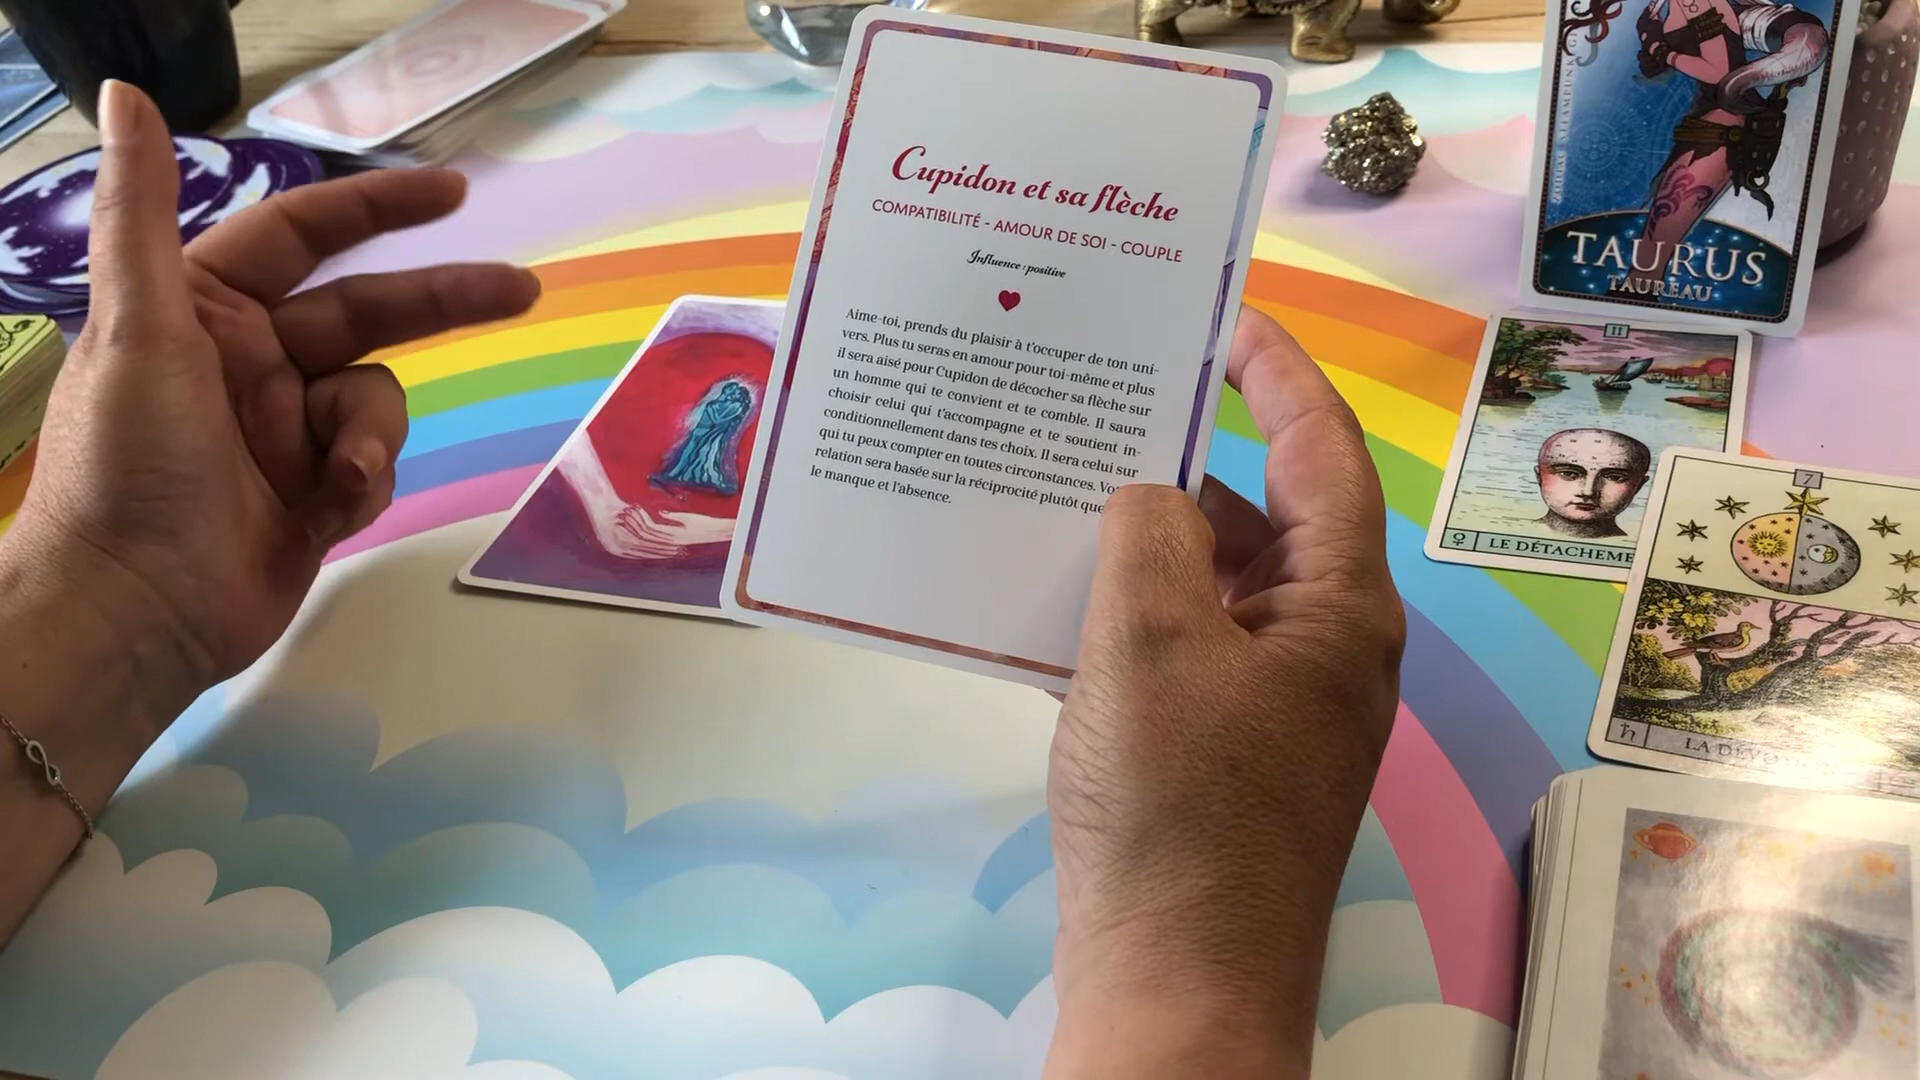 Cupidon et sa flèche
COMPATIBILITÉ - AMOUR DE SOI - COUPLE
Influence : positive
Aime-toi, prends du plaisir à t'occuper de ton uni-
vers. Plus tu seras en amour pour toi-même et plus
il sera aisé pour Cupidon de décocher sa flèche sur
un homme qui te convient et te comble. Il saura
choisir celui qui t'accompagne et te soutient in-
conditionnellement dans tes choix. Il sera celui sur
qui tu peux compter en toutes circonstances.
relation sera basée sur la réciprocité plutôt que
le manque et l'absence.
TAURUS
TAUREAU
11
LE DÉTACHEME
7
LA